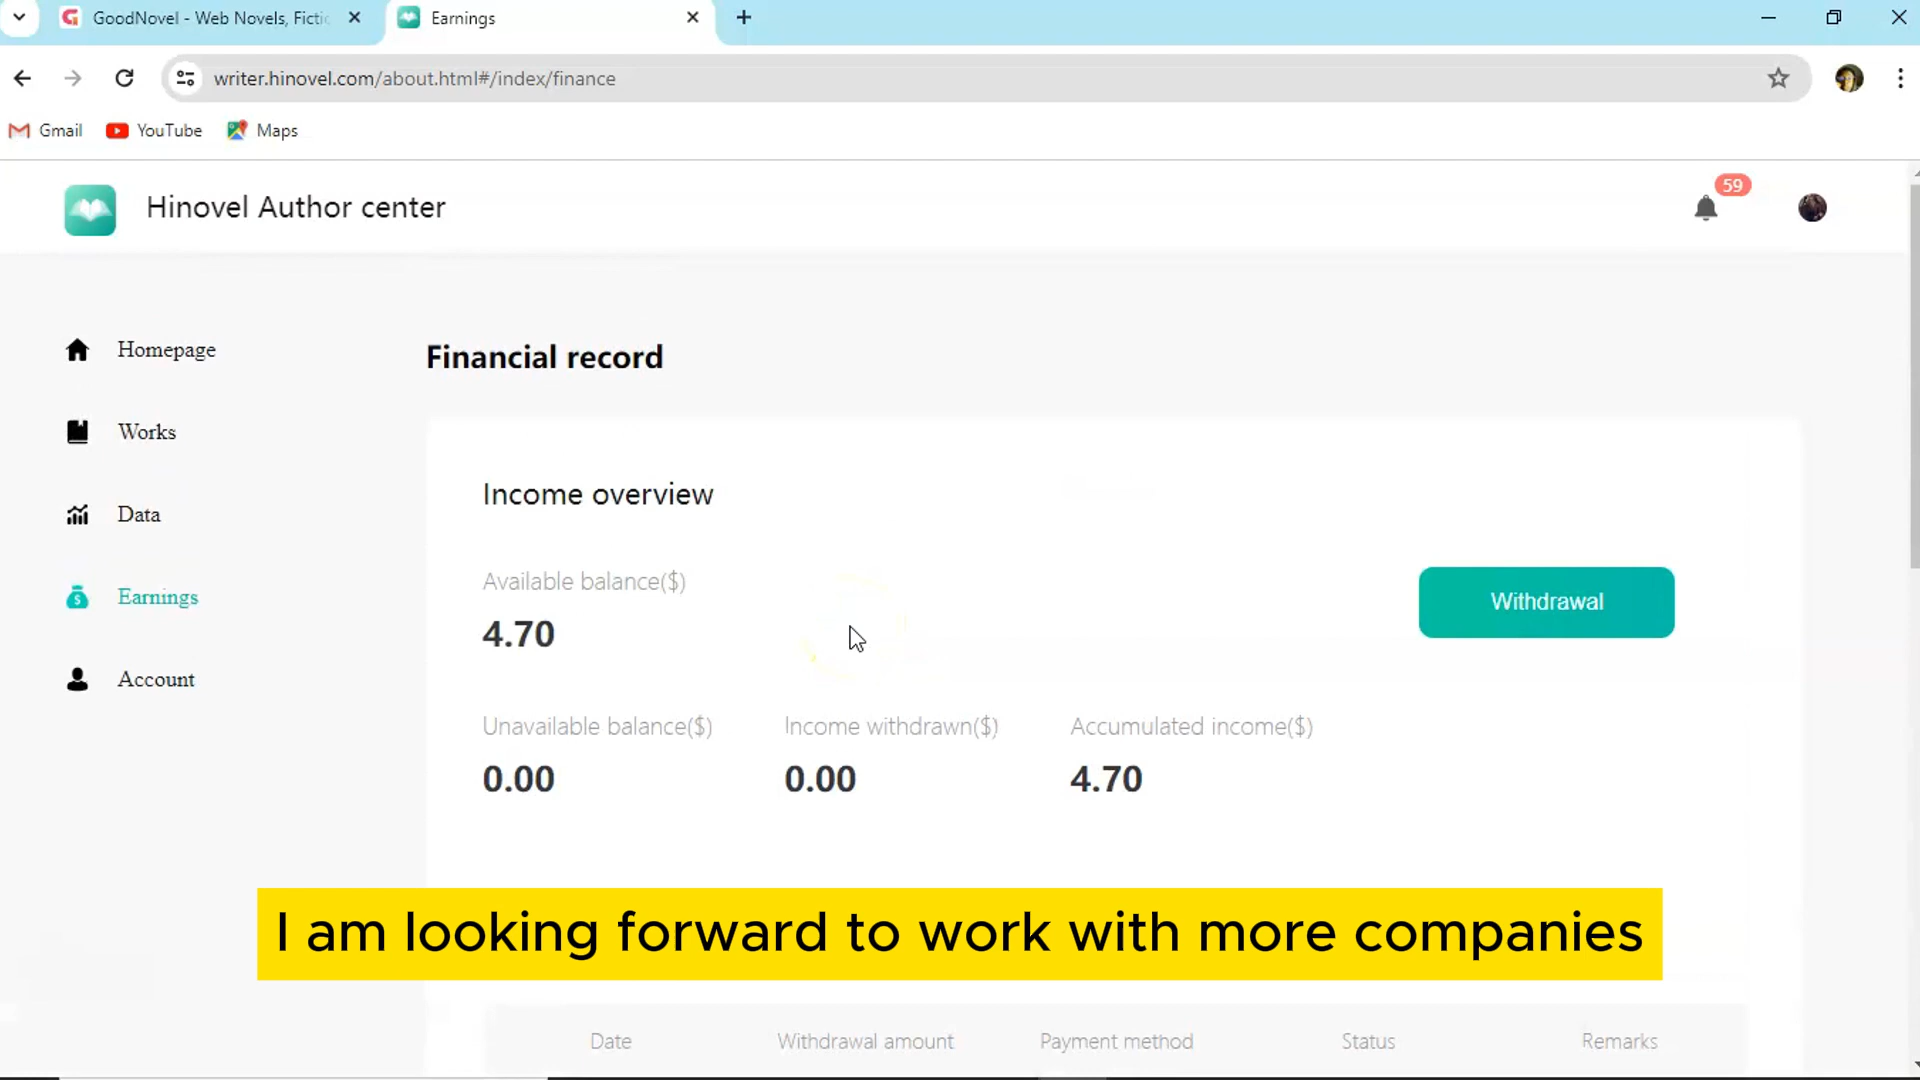 GoodNovel - Web Novels, Fictio
Earnings
writer.hinovel.com/about.html#/index/finance
Gmail
YouTube
Maps
Hinovel Author center
59
Homepage
Works
Data
Earnings
Account
Financial record
Income overview
Available balance($)
4.70
Withdrawal
Unavailable balance($) Income withdrawn($) Accumulated income($)
0.00 0.00 4.70
I am looking forward to work with more companies
Date Withdrawal amount Payment method Status Remarks